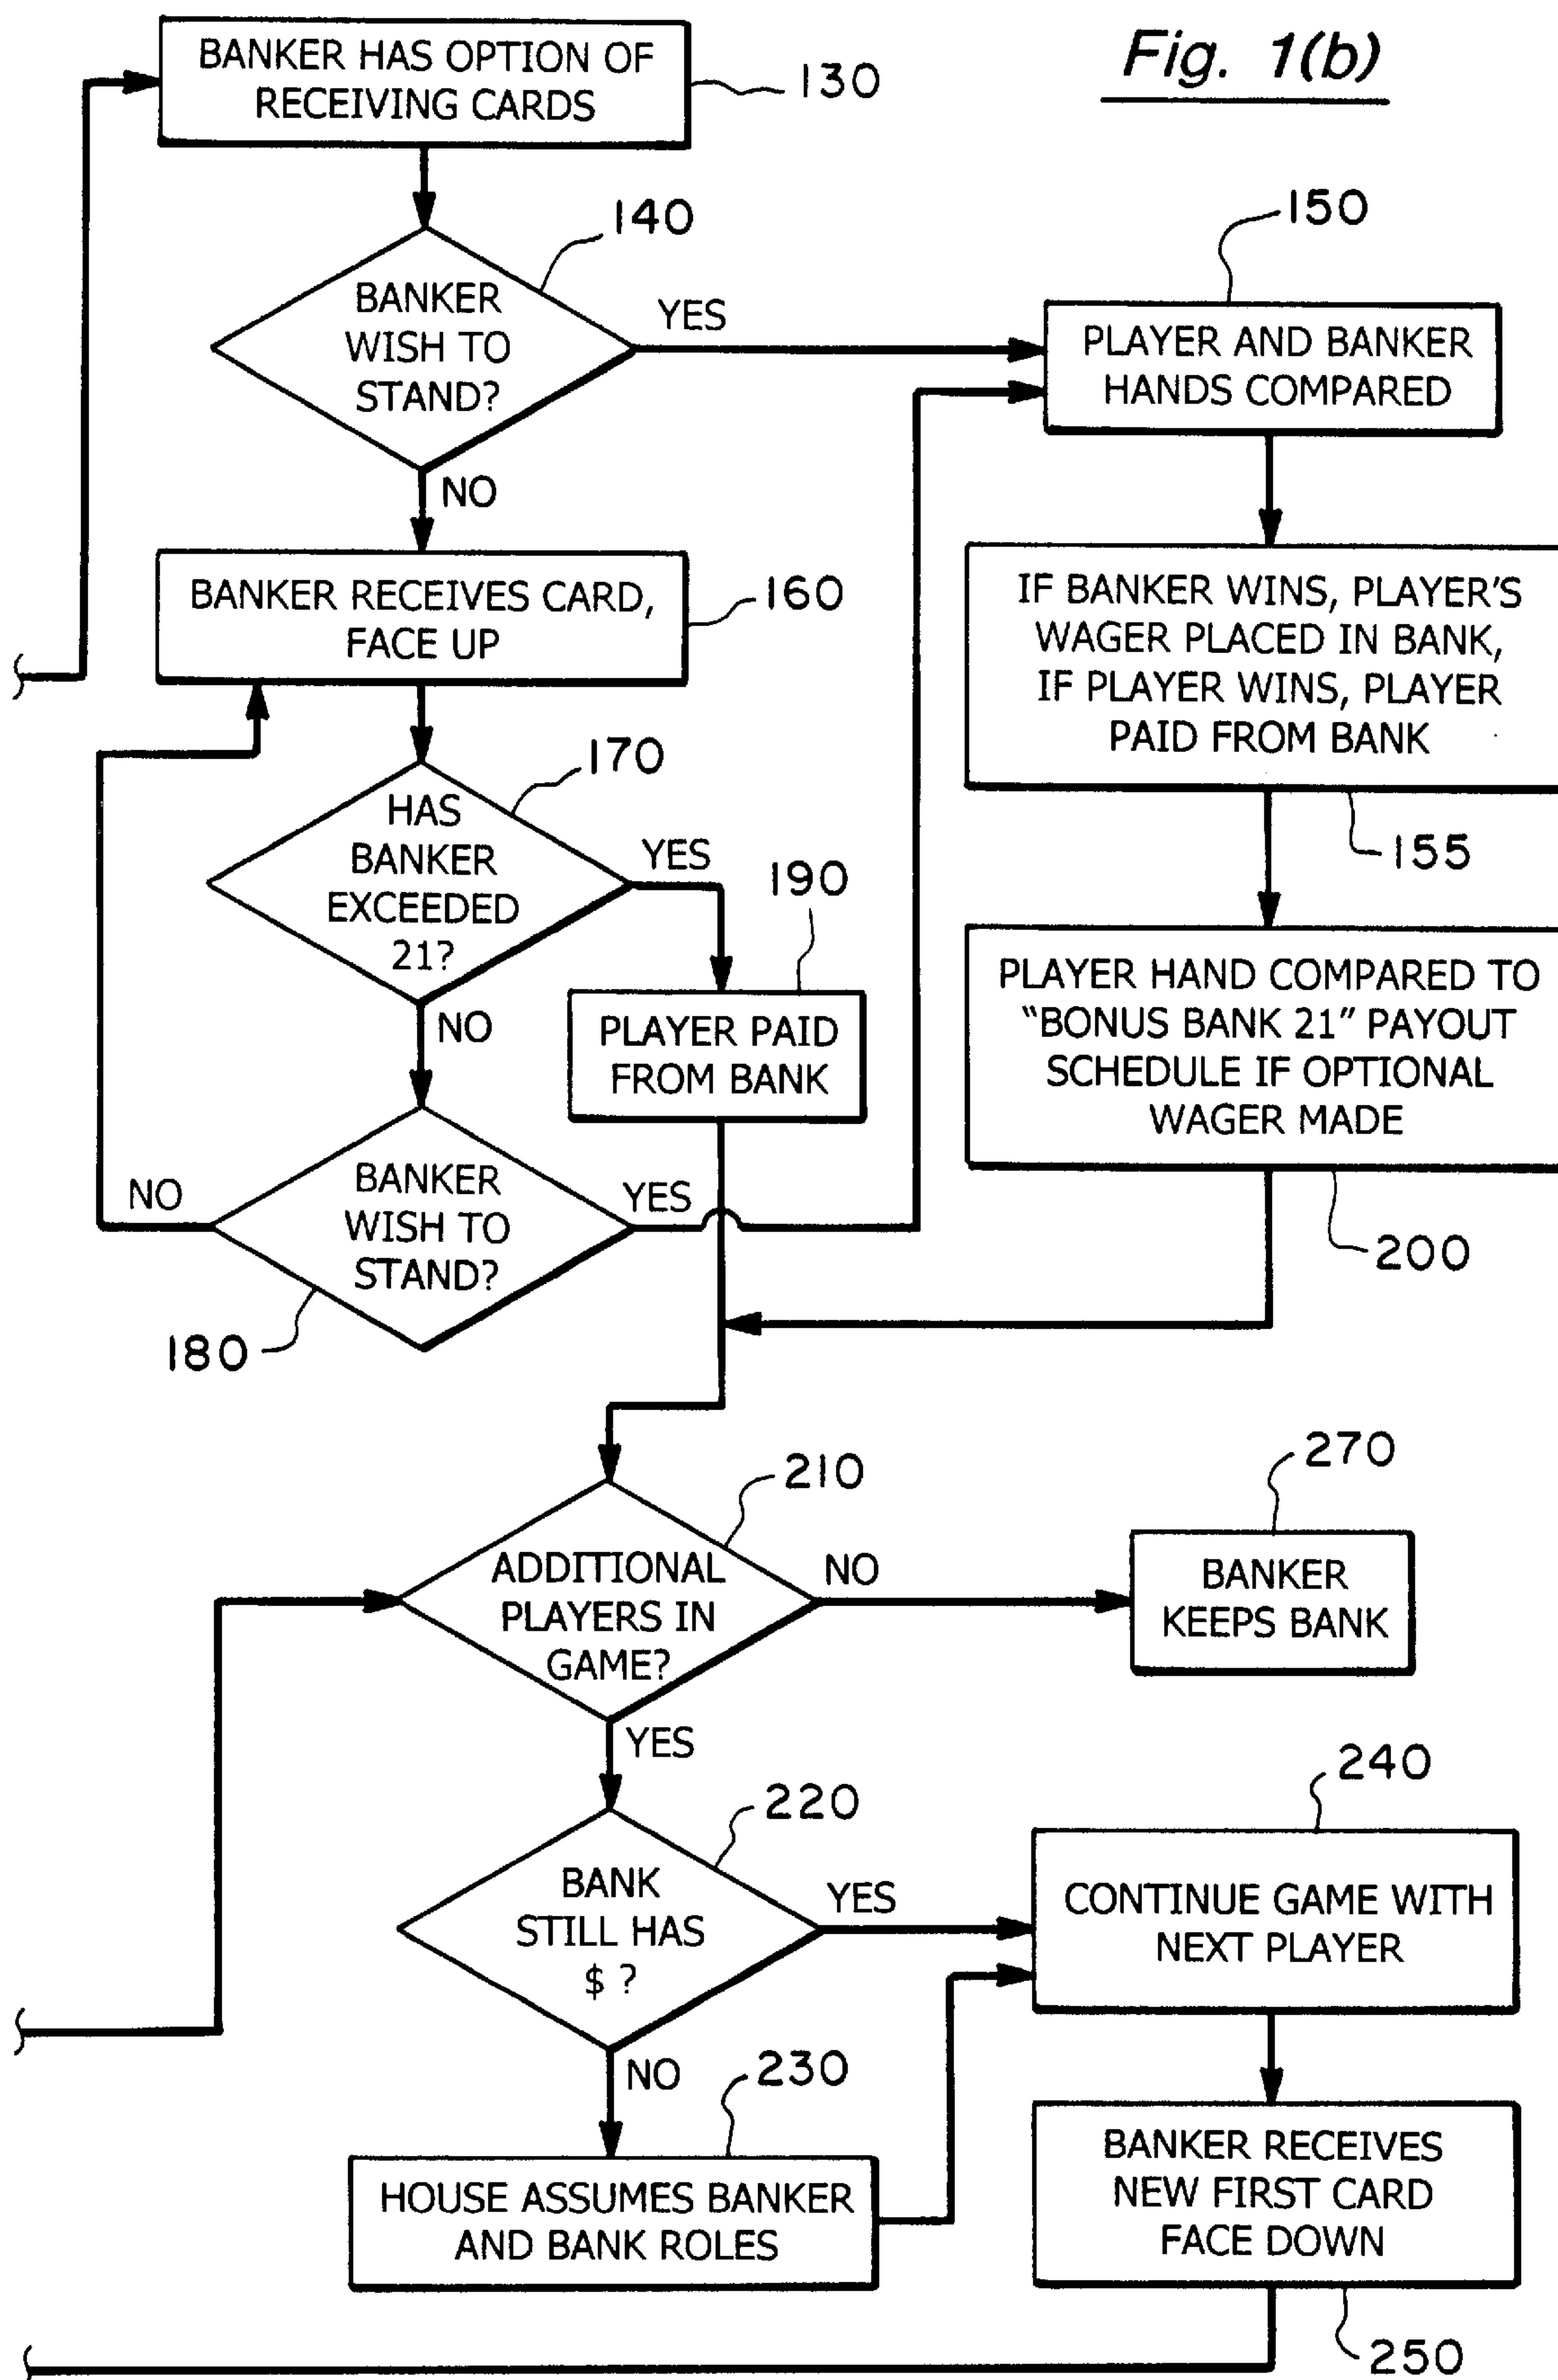 Fig. 1(b)
BANKER HAS OPTION OF
RECEIVING CARDS
130
140
BANKER
WISH TO
STAND?
YES
NO
150
PLAYER AND BANKER
HANDS COMPARED
BANKER RECEIVES CARD,
FACE UP
160
IF BANKER WINS, PLAYER'S
WAGER PLACED IN BANK,
IF PLAYER WINS, PLAYER
PAID FROM BANK
155
170
HAS
BANKER
EXCEEDED
21?
YES
NO
190
PLAYER PAID
FROM BANK
PLAYER HAND COMPARED TO
“BONUS BANK 21” PAYOUT
SCHEDULE IF OPTIONAL
WAGER MADE
200
NO
BANKER
WISH TO
STAND?
YES
180
210
ADDITIONAL
PLAYERS IN
GAME?
NO
YES
270
BANKER
KEEPS BANK
220
BANK
STILL HAS
$ ?
YES
NO
240
CONTINUE GAME WITH
NEXT PLAYER
230
HOUSE ASSUMES BANKER
AND BANK ROLES
BANKER RECEIVES
NEW FIRST CARD
FACE DOWN
250